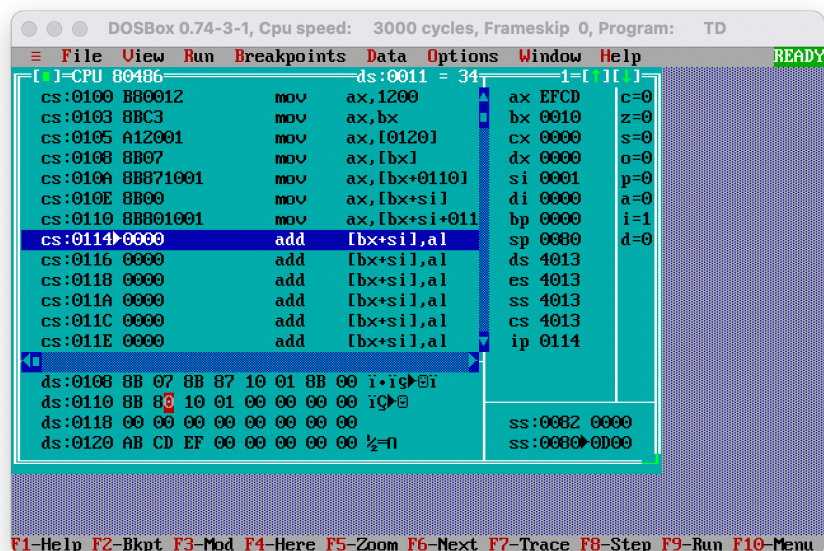 DOSBox 0.74-3-1, Cpu speed: 3000 cycles, Frameskip 0, Program: TD
≡ File View Run Breakpoints Data Options Window Help READY
[■]=CPU 80486 ds:0011 = 34 1=[↑][↓]
cs:0100 B80012 mov ax,1200 ax EFCD c=0
cs:0103 8BC3 mov ax,bx bx 0010 z=0
cs:0105 A12001 mov ax,[0120] cx 0000 s=0
cs:0108 8B07 mov ax,[bx] dx 0000 o=0
cs:010A 8B871001 mov ax,[bx+0110] si 0001 p=0
cs:010E 8B00 mov ax,[bx+si] di 0000 a=0
cs:0110 8B801001 mov ax,[bx+si+011 bp 0000 i=1
cs:0114►0000 add [bx+si],al sp 0080 d=0
cs:0116 0000 add [bx+si],al ds 4013
cs:0118 0000 add [bx+si],al es 4013
cs:011A 0000 add [bx+si],al ss 4013
cs:011C 0000 add [bx+si],al cs 4013
cs:011E 0000 add [bx+si],al ip 0114
ds:0108 8B 07 8B 87 10 01 8B 00 ï•ïç►☺ï
ds:0110 8B 80 10 01 00 00 00 00 ïÇ►☺
ds:0118 00 00 00 00 00 00 00 00 ss:0082 0000
ds:0120 AB CD EF 00 00 00 00 00 ½═∩ ss:0080►0D00
F1-Help F2-Bkpt F3-Mod F4-Here F5-Zoom F6-Next F7-Trace F8-Step F9-Run F10-Menu